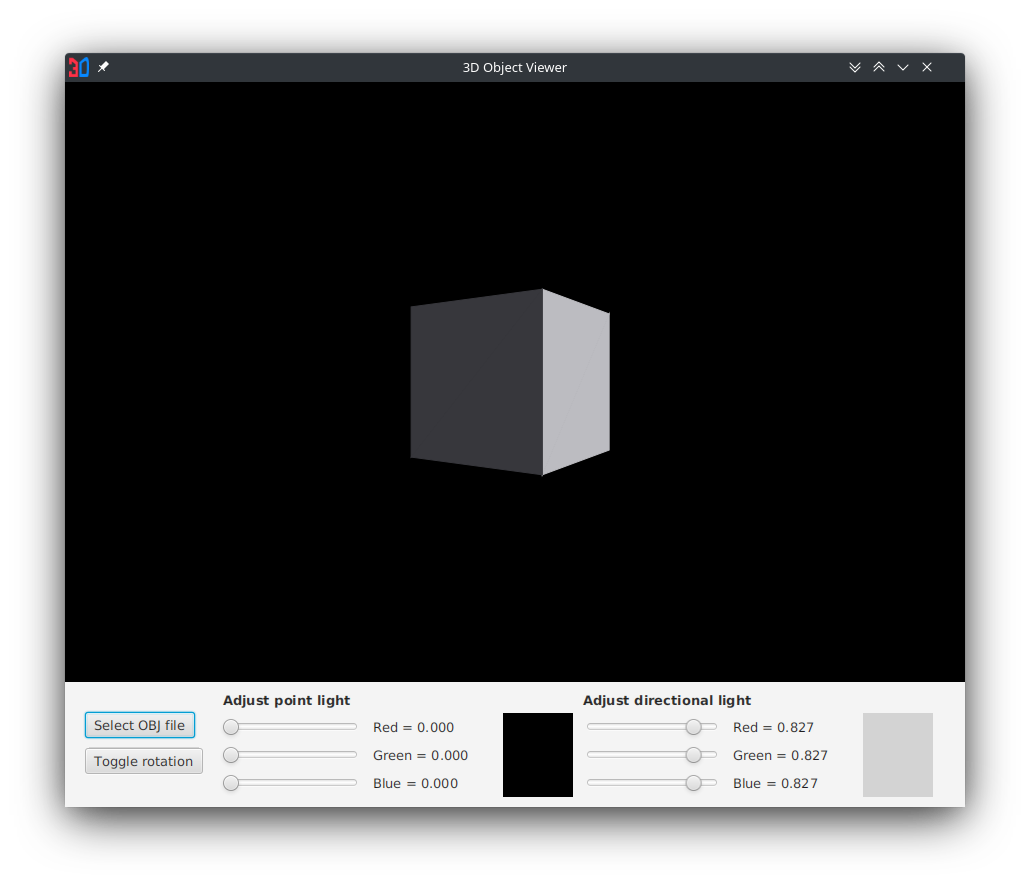 3D
3D Object Viewer
Select OBJ file
Toggle rotation
Adjust point light
Red = 0.000
Green = 0.000
Blue = 0.000
Adjust directional light
Red = 0.827
Green = 0.827
Blue = 0.827